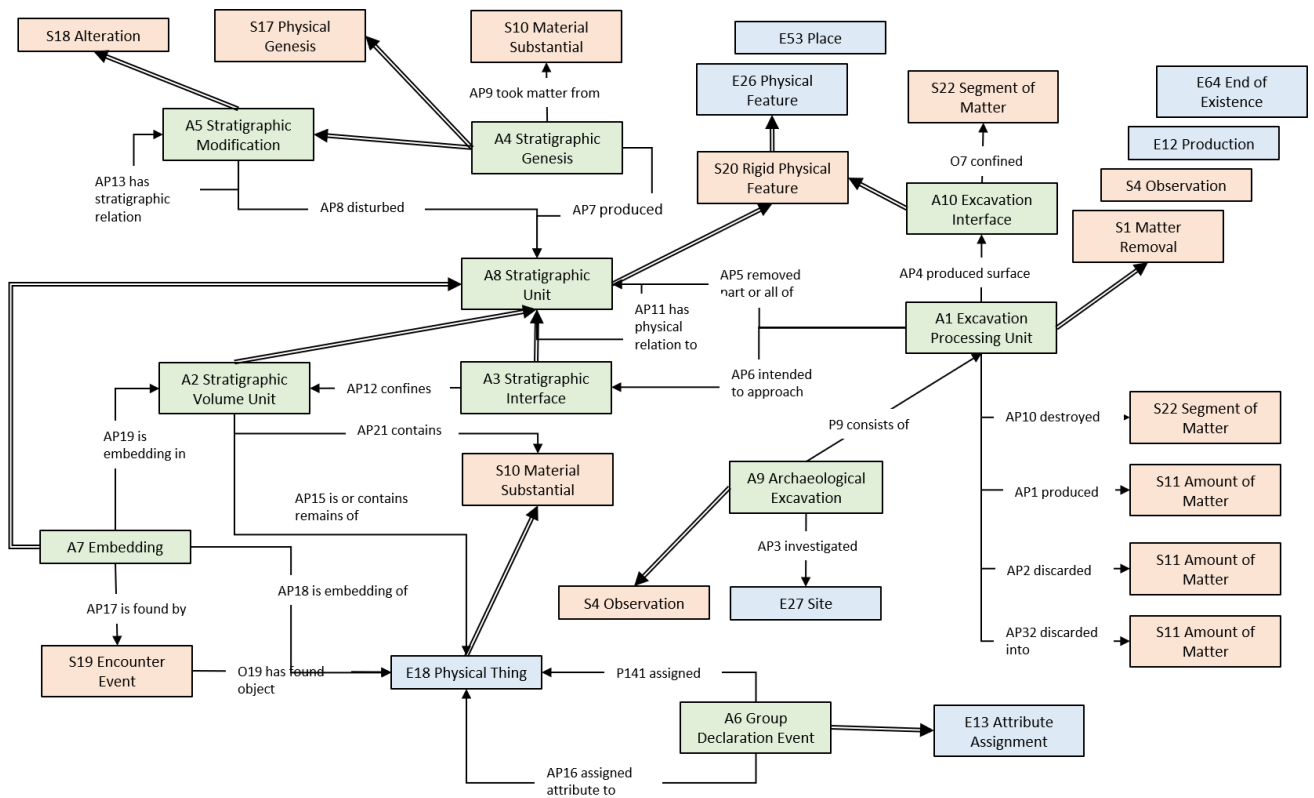 S18 Alteration
S17 Physical
Genesis
S10 Material
Substantial
E53 Place
E26 Physical
Feature
S22 Segment of
Matter
E64 End of
Existence
AP9 took matter from
A5 Stratigraphic
Modification
A4 Stratigraphic
Genesis
E12 Production
O7 confined
S20 Rigid Physical
Feature
S4 Observation
AP13 has
stratigraphic
relation
AP8 disturbed
AP7 produced
A10 Excavation
Interface
S1 Matter
Removal
A8 Stratigraphic
Unit
AP5 removed
part or all of
AP4 produced surface
AP11 has
physical
relation to
A1 Excavation
Processing Unit
A2 Stratigraphic
Volume Unit
AP12 confines
A3 Stratigraphic
Interface
AP6 intended
to approach
AP19 is
embedding in
AP21 contains
P9 consists of
AP10 destroyed
S22 Segment of
Matter
S10 Material
Substantial
A9 Archaeological
Excavation
AP1 produced
S11 Amount of
Matter
AP15 is or contains
remains of
A7 Embedding
AP3 investigated
AP2 discarded
S11 Amount of
Matter
AP18 is embedding of
AP17 is found by
S4 Observation
E27 Site
AP32 discarded
into
S11 Amount of
Matter
S19 Encounter
Event
O19 has found
object
E18 Physical Thing
P141 assigned
A6 Group
Declaration Event
E13 Attribute
Assignment
AP16 assigned
attribute to